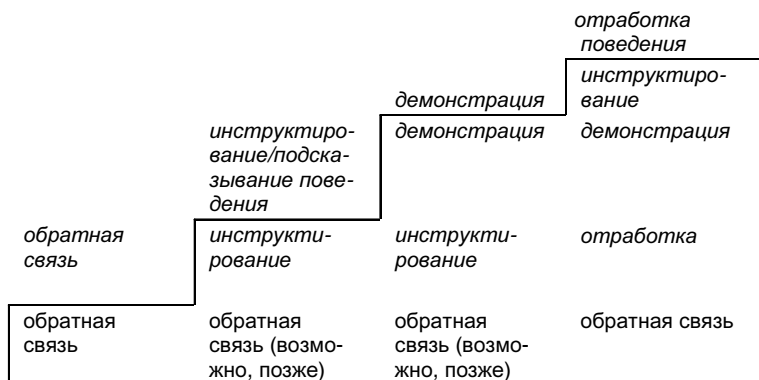 отработка
поведения
инструктиро-
демонстрация вание
инструктиро- демонстрация демонстрация
вание/подска-
зывание пове-
дения
обратная инструкти- инструкти- отработка
связь рование рование
обратная обратная обратная обратная связь
связь связь (возмо- связь (возмо-
жно, позже) жно, позже)